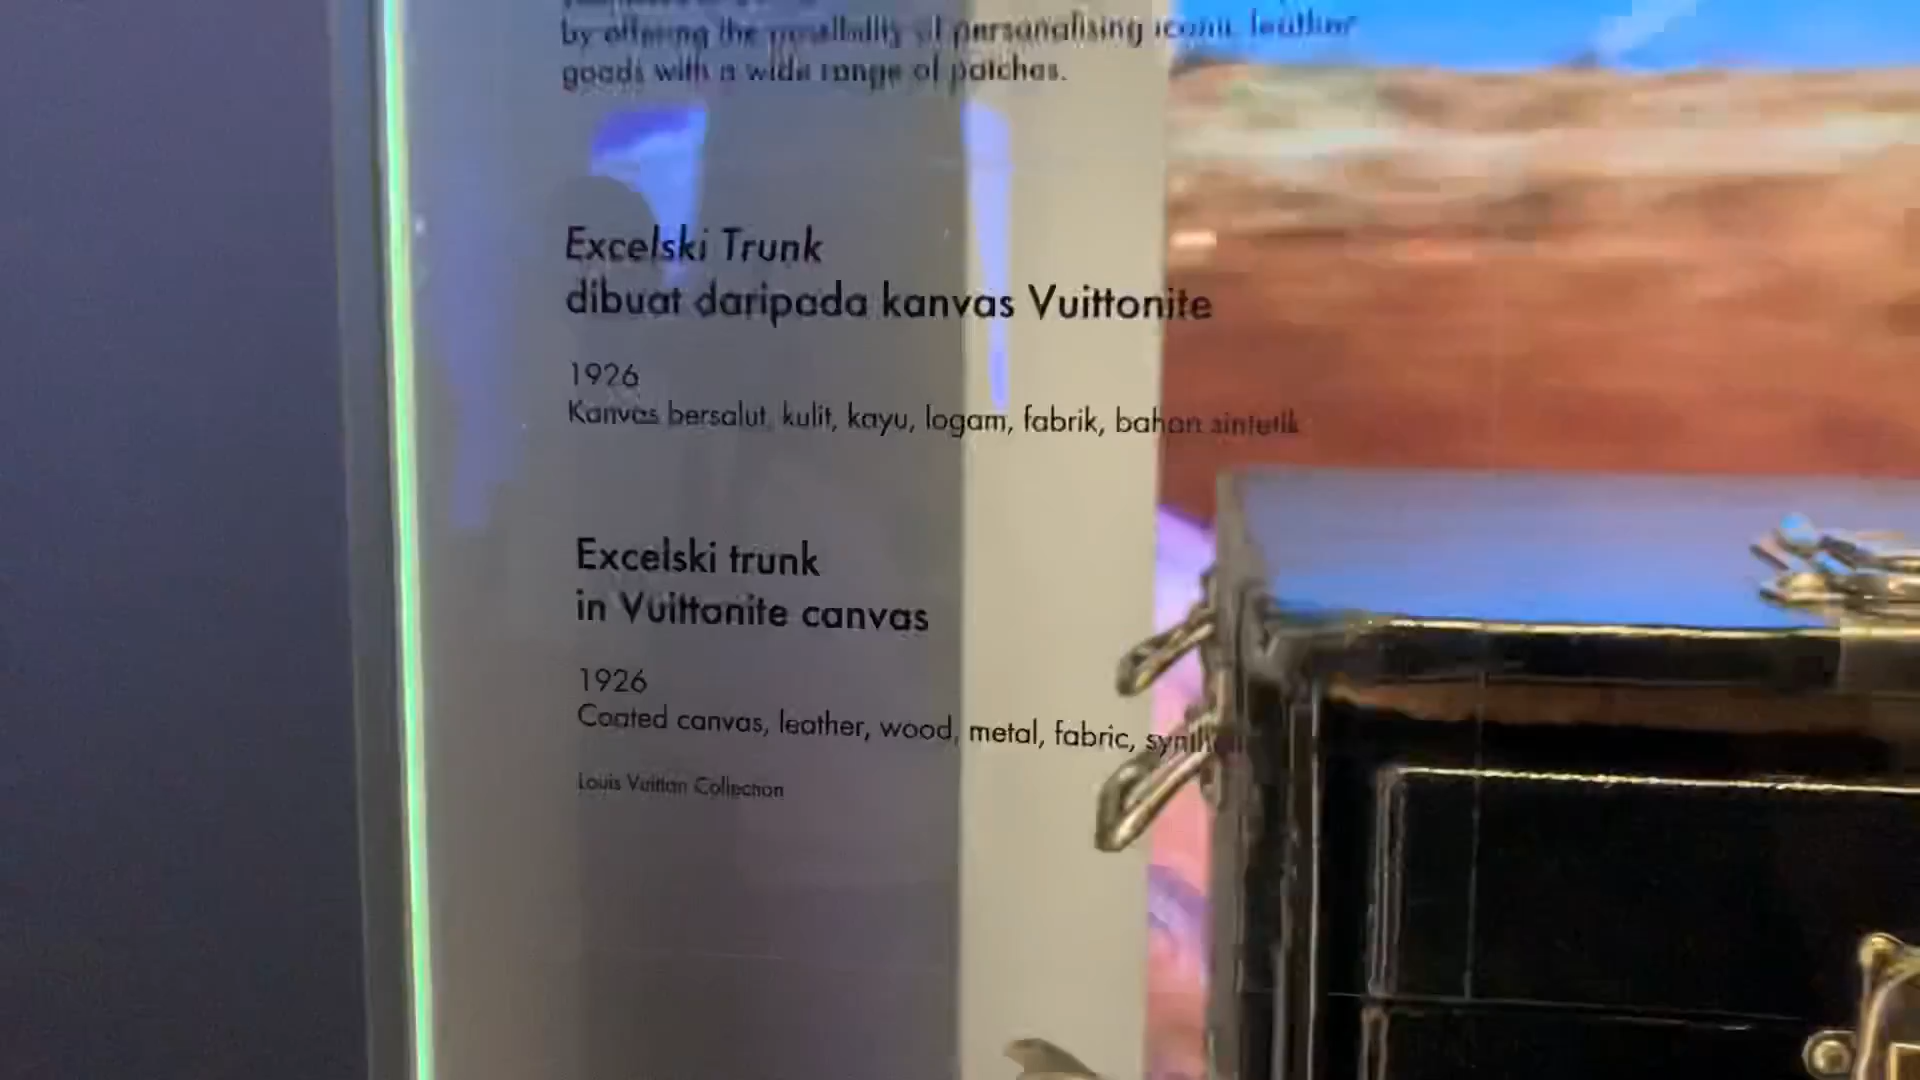 by offering the possibility of personalising iconic leather
goods with a wide range of patches.
Excelski Trunk
dibuat daripada kanvas Vuittonite
1926
Kanvas bersalut, kulit, kayu, logam, fabrik, bahan sintetik
Excelski trunk
in Vuittonite canvas
1926
Coated canvas, leather, wood, metal, fabric,
Louis Vuitton Collection